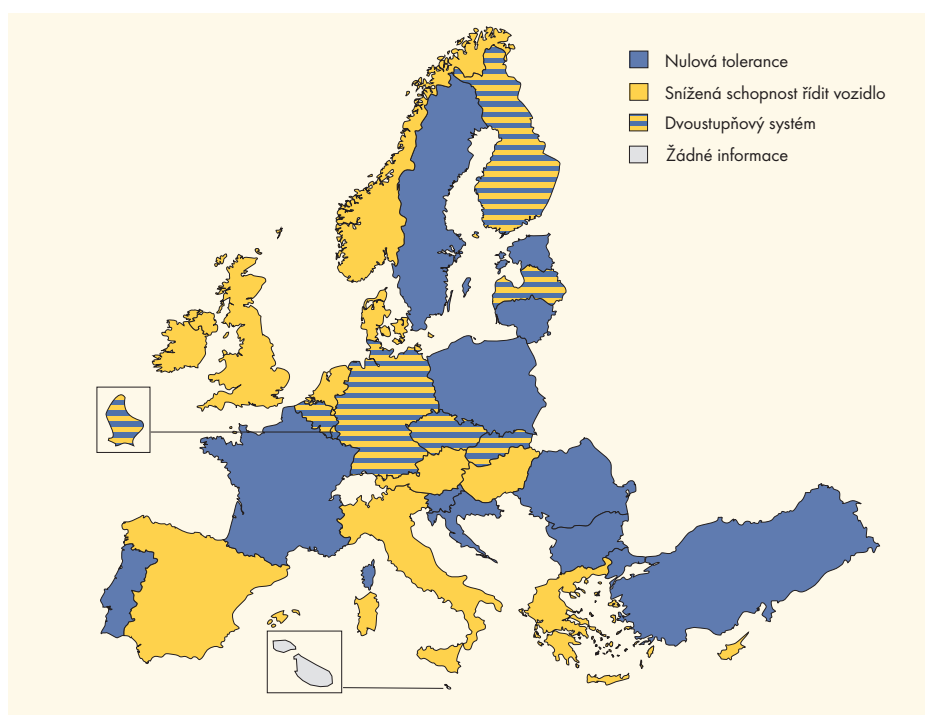 Nulová tolerance
Snížená schopnost řídit vozidlo
Dvoustupňový systém
Žádné informace